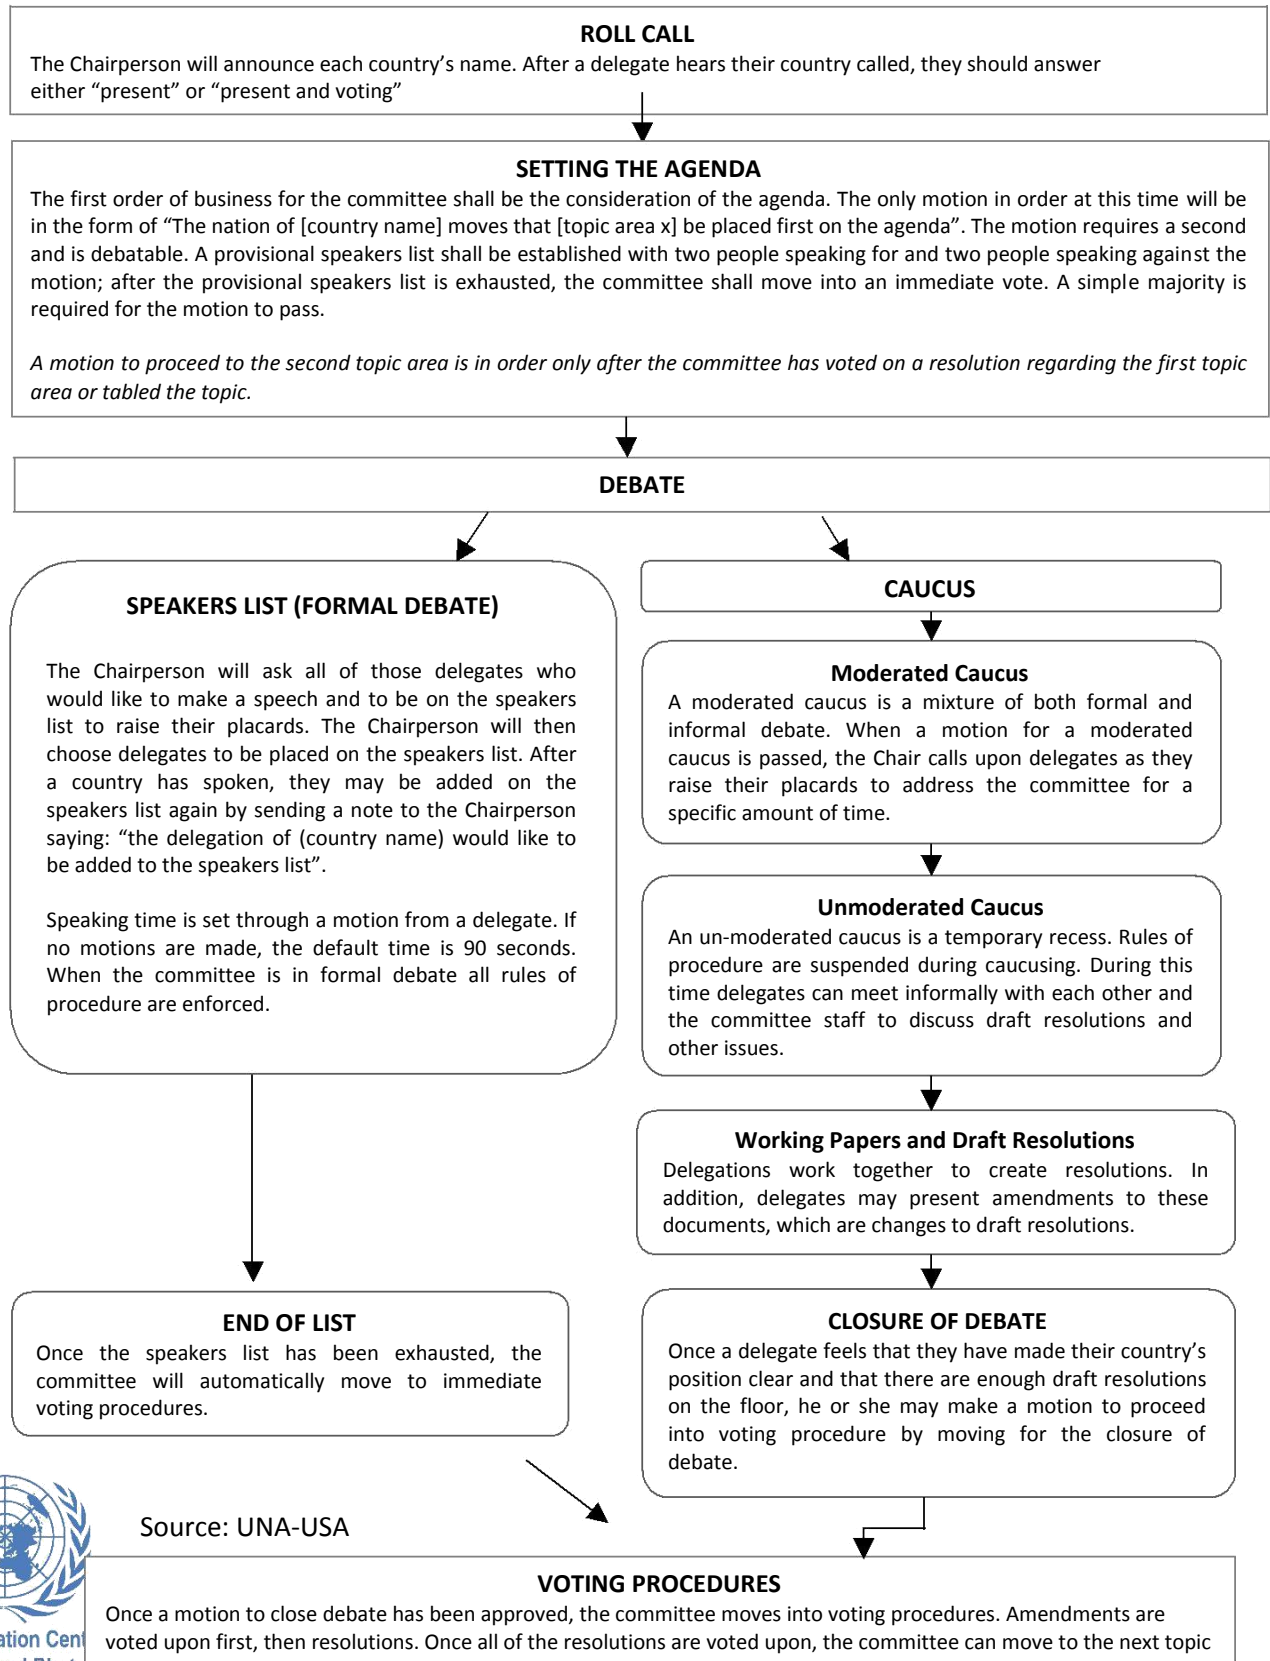 ROLL CALL
The Chairperson will announce each country’s name. After a delegate hears their country called, they should answer
either “present” or “present and voting”
SETTING THE AGENDA
The first order of business for the committee shall be the consideration of the agenda. The only motion in order at this time will be
in the form of “The nation of [country name] moves that [topic area x] be placed first on the agenda”. The motion requires a second
and is debatable. A provisional speakers list shall be established with two people speaking for and two people speaking against the
motion; after the provisional speakers list is exhausted, the committee shall move into an immediate vote. A simple majority is
required for the motion to pass.
A motion to proceed to the second topic area is in order only after the committee has voted on a resolution regarding the first topic
area or tabled the topic.
DEBATE
SPEAKERS LIST (FORMAL DEBATE)
The Chairperson will ask all of those delegates who
would like to make a speech and to be on the speakers
list to raise their placards. The Chairperson will then
choose delegates to be placed on the speakers list. After
a country has spoken, they may be added on the
speakers list again by sending a note to the Chairperson
saying: “the delegation of (country name) would like to
be added to the speakers list”.
Speaking time is set through a motion from a delegate. If
no motions are made, the default time is 90 seconds.
When the committee is in formal debate all rules of
procedure are enforced.
END OF LIST
Once the speakers list has been exhausted, the
committee will automatically move to immediate
voting procedures.
CAUCUS
Moderated Caucus
A moderated caucus is a mixture of both formal and
informal debate. When a motion for a moderated
caucus is passed, the Chair calls upon delegates as they
raise their placards to address the committee for a
specific amount of time.
Unmoderated Caucus
An un-moderated caucus is a temporary recess. Rules of
procedure are suspended during caucusing. During this
time delegates can meet informally with each other and
the committee staff to discuss draft resolutions and
other issues.
Working Papers and Draft Resolutions
Delegations work together to create resolutions. In
addition, delegates may present amendments to these
documents, which are changes to draft resolutions.
CLOSURE OF DEBATE
Once a delegate feels that they have made their country’s
position clear and that there are enough draft resolutions
on the floor, he or she may make a motion to proceed
into voting procedure by moving for the closure of
debate.
Source: UNA-USA
VOTING PROCEDURES
Once a motion to close debate has been approved, the committee moves into voting procedures. Amendments are
voted upon first, then resolutions. Once all of the resolutions are voted upon, the committee can move to the next topic